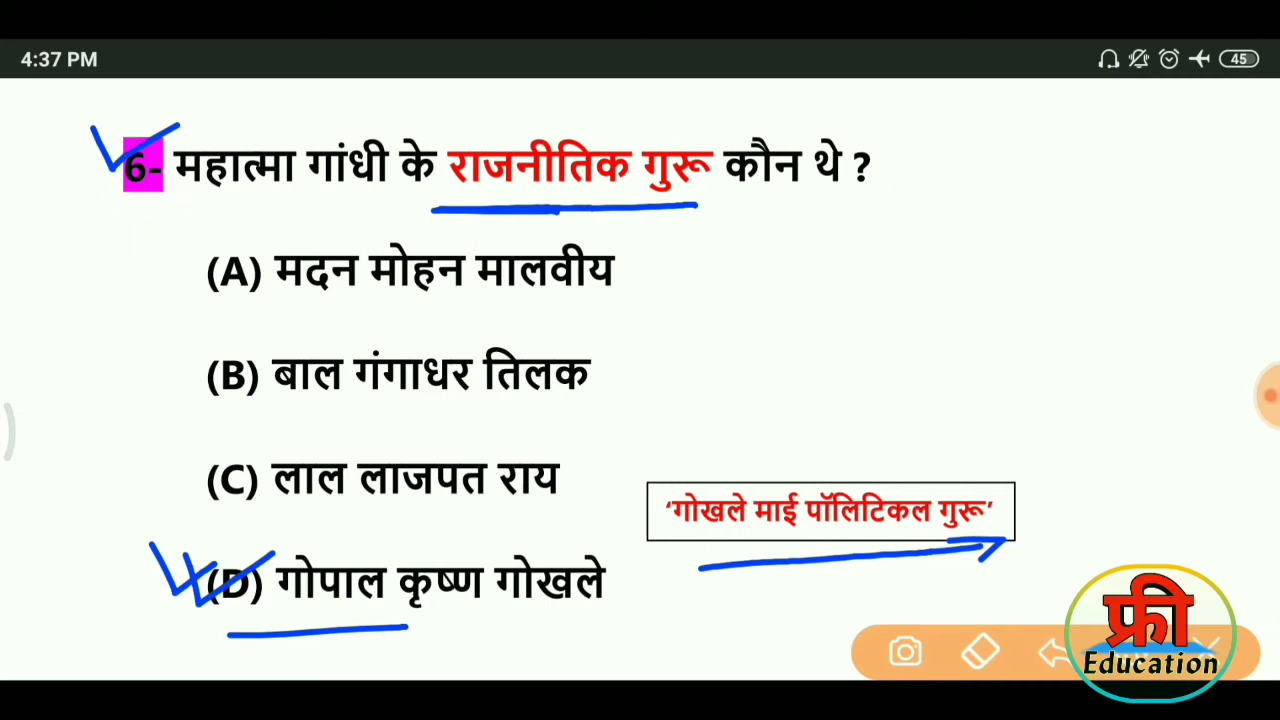 4:37 PM
45
6- महात्मा गांधी के राजनीतिक गुरू कौन थे ?
(A) मदन मोहन मालवीय
(B) बाल गंगाधर तिलक
(C) लाल लाजपत राय
‘गोखले माई पॉलिटिकल गुरू’
(D) गोपाल कृष्ण गोखले
फ्री
Education